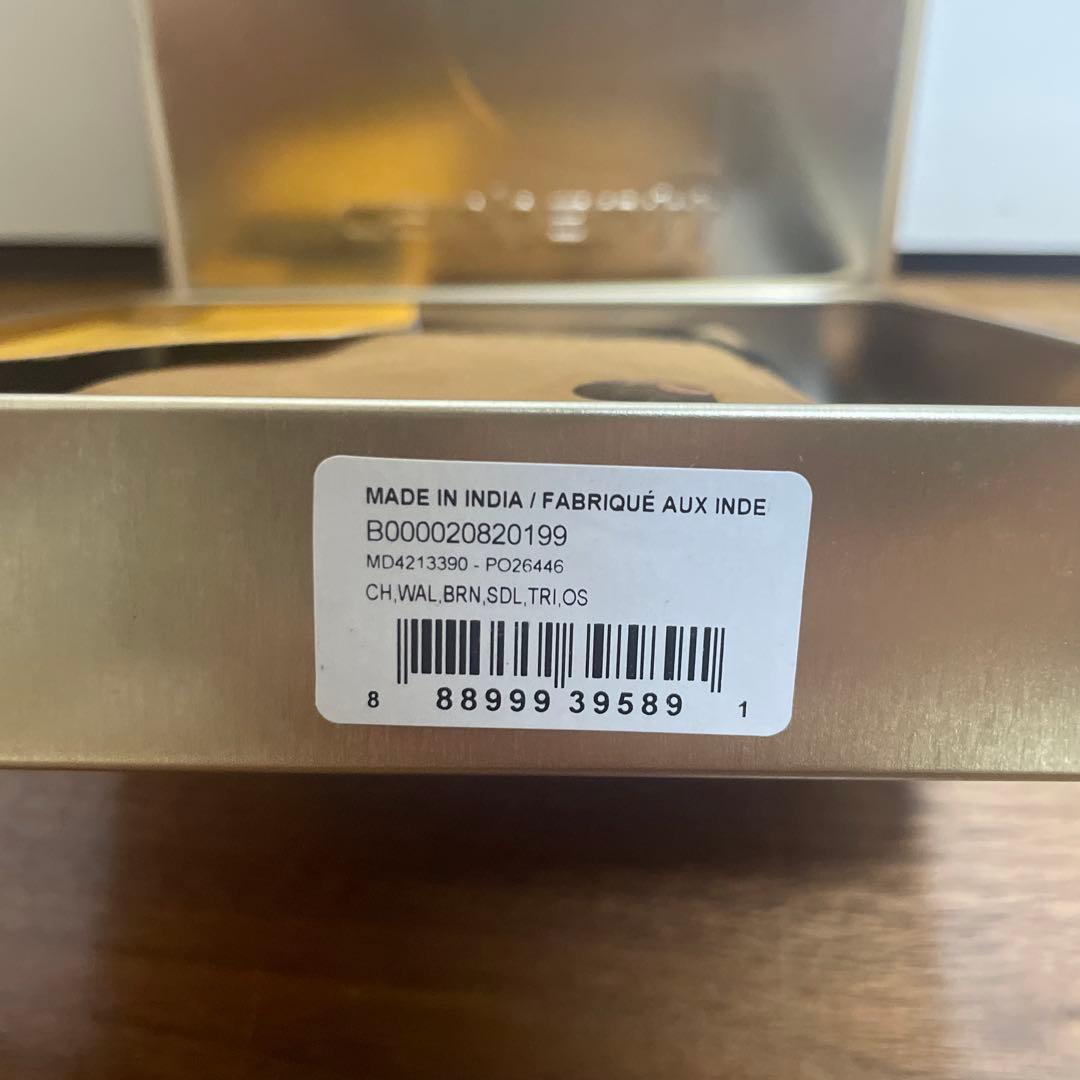 MADE IN INDIA / FABRIQUÉ AUX INDE
B000020820199
MD4213390 - PO26446
CH,WAL,BRN,SDL,TRI,OS
8 88999 39589 1